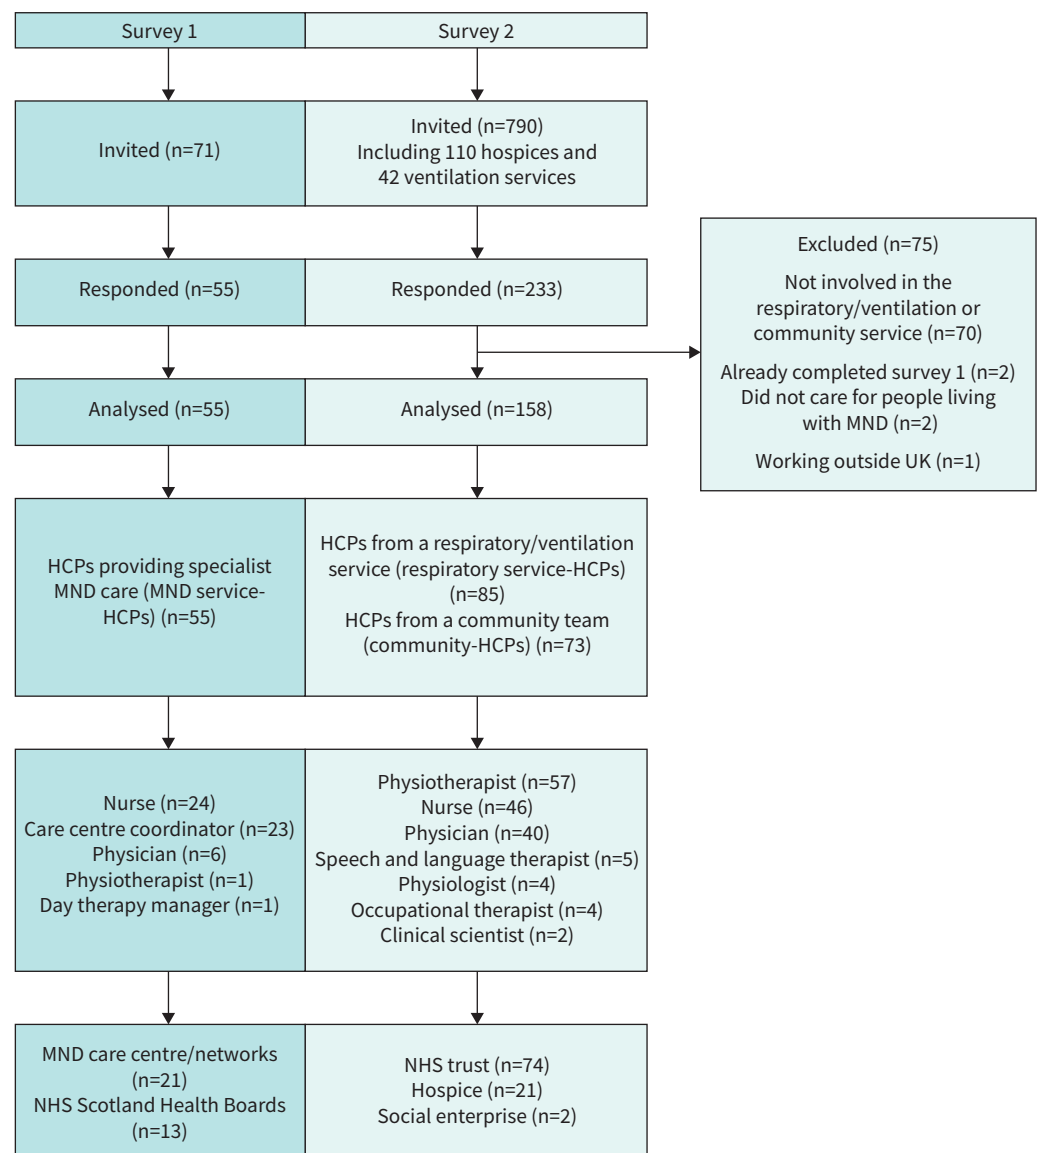 Survey 1
Survey 2
Invited (n=71)
Invited (n=790)
Including 110 hospices and
42 ventilation services
Responded (n=55)
Responded (n=233)
Excluded (n=75)
Not involved in the
respiratory/ventilation or
community service (n=70)
Already completed survey 1 (n=2)
Did not care for people living
with MND (n=2)
Working outside UK (n=1)
Analysed (n=55)
Analysed (n=158)
HCPs providing specialist
MND care (MND service-
HCPs) (n=55)
HCPs from a respiratory/ventilation
service (respiratory service-HCPs)
(n=85)
HCPs from a community team
(community-HCPs) (n=73)
Nurse (n=24)
Care centre coordinator (n=23)
Physician (n=6)
Physiotherapist (n=1)
Day therapy manager (n=1)
Physiotherapist (n=57)
Nurse (n=46)
Physician (n=40)
Speech and language therapist (n=5)
Physiologist (n=4)
Occupational therapist (n=4)
Clinical scientist (n=2)
MND care centre/networks
(n=21)
NHS Scotland Health Boards
(n=13)
NHS trust (n=74)
Hospice (n=21)
Social enterprise (n=2)